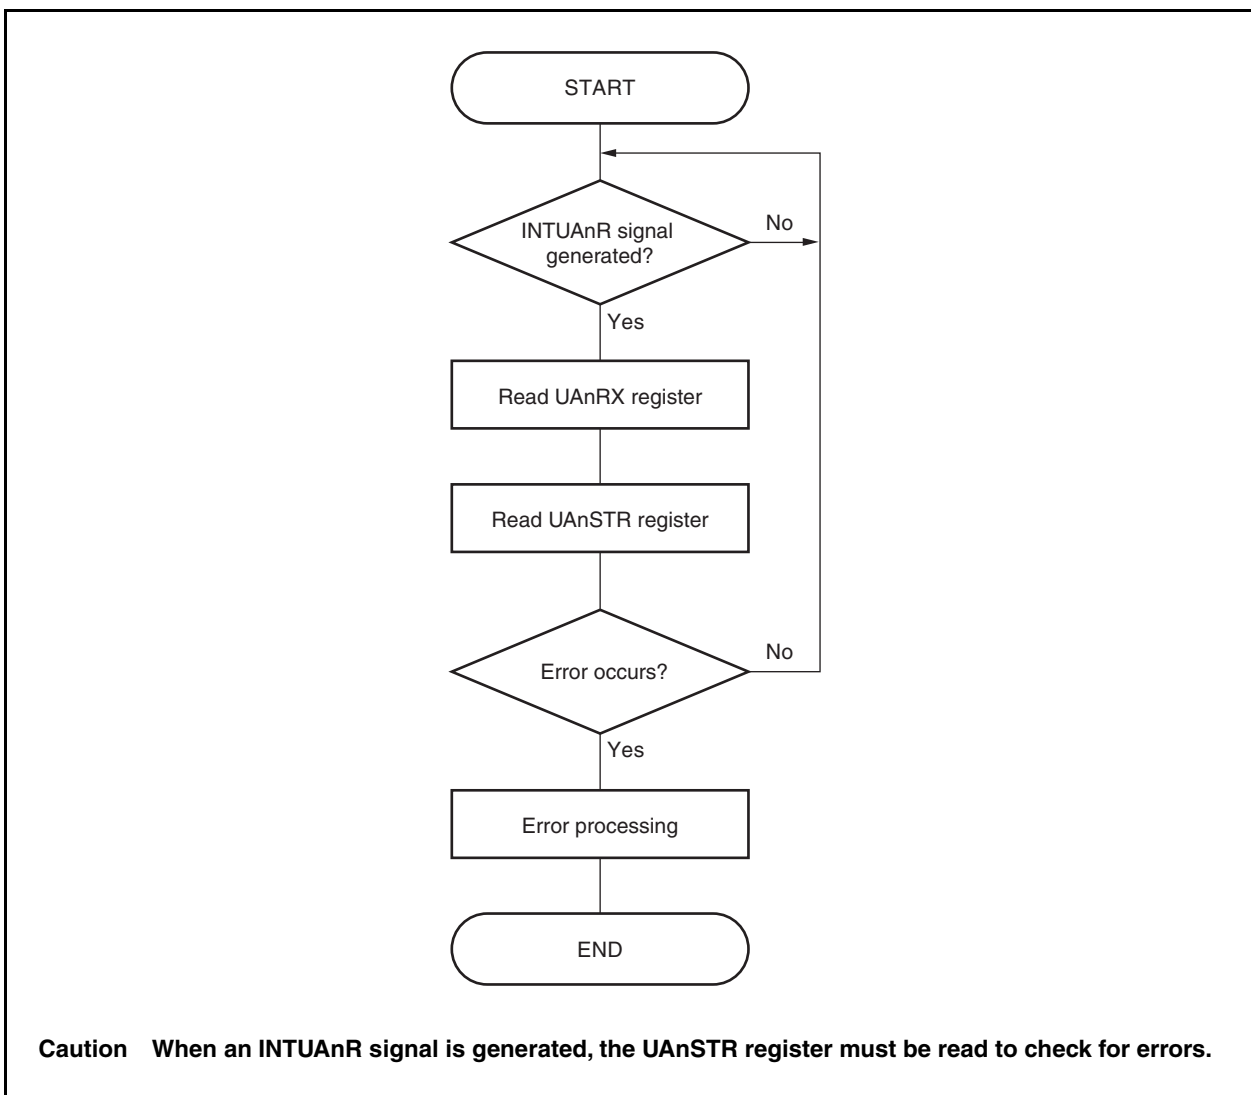 START
INTUAnR signal
generated?
No
Yes
Read UAnRX register
Read UAnSTR register
Error occurs?
No
Yes
Error processing
END
Caution When an INTUAnR signal is generated, the UAnSTR register must be read to check for errors.